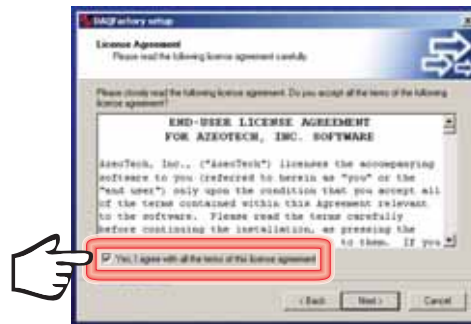 DAQFactory setup
License Agreement
Please read the following license agreement carefully.
Please closely read the following license agreement. Do you accept all the terms of the following
license agreement?
END-USER LICENSE AGREEMENT
FOR AZEOTECH, INC. SOFTWARE
AzeoTech, Inc., ("AzeoTech") licenses the accompanying
software to you (referred to herein as "you" or the
"end user") only upon the condition that you accept all
of the terms contained within this Agreement relevant
to the software. Please read the terms carefully
before continuing the installation, as pressing the
to them. If you
Yes, I agree with all the terms of this license agreement
< Back
Next >
Cancel